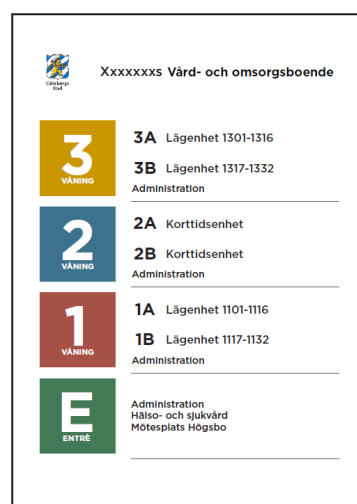 Göteborgs
Stad
Xxxxxxxs Vård- och omsorgsboende
3
VÅNING
3A Lägenhet 1301-1316
3B Lägenhet 1317-1332
Administration
2
VÅNING
2A Korttidsenhet
2B Korttidsenhet
Administration
1
VÅNING
1A Lägenhet 1101-1116
1B Lägenhet 1117-1132
Administration
E
ENTRÈ
Administration
Hälso- och sjukvård
Mötesplats Högsbo